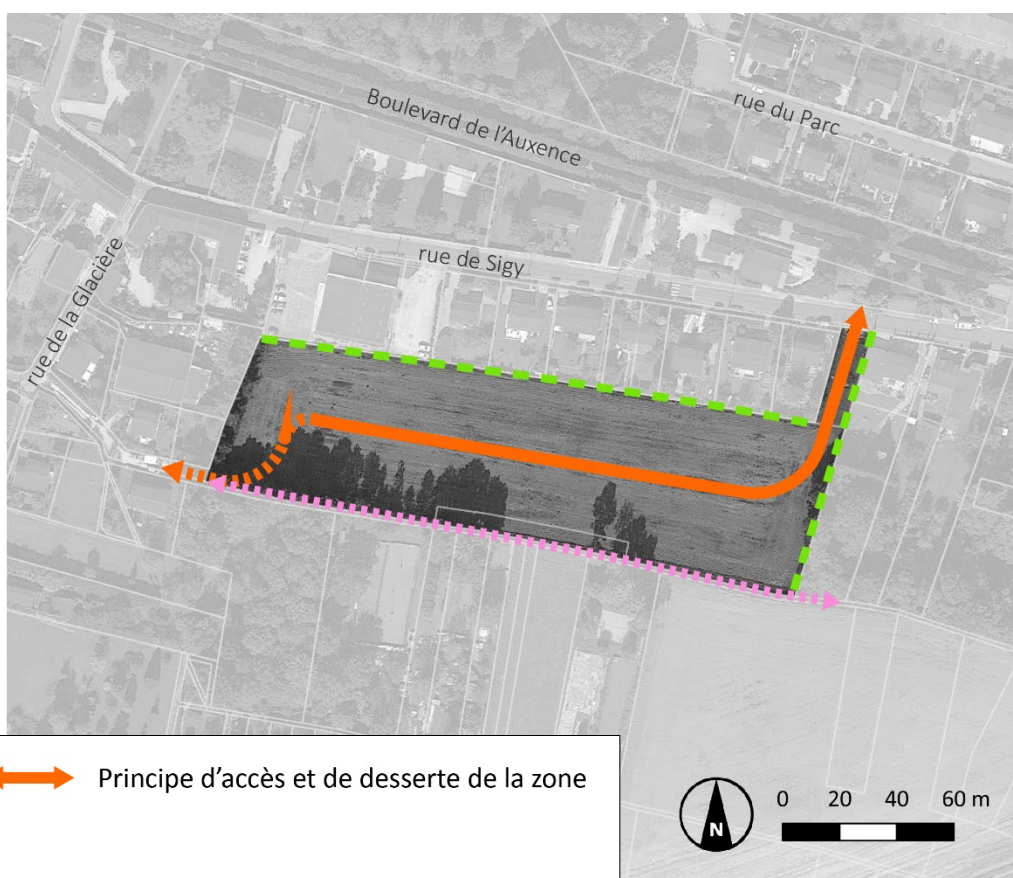 Boulevard de l'Auxence
rue du Parc
rue de Sigy
rue de la Glacière
Principe d'accès et de desserte de la zone
0 20 40 60 m
N